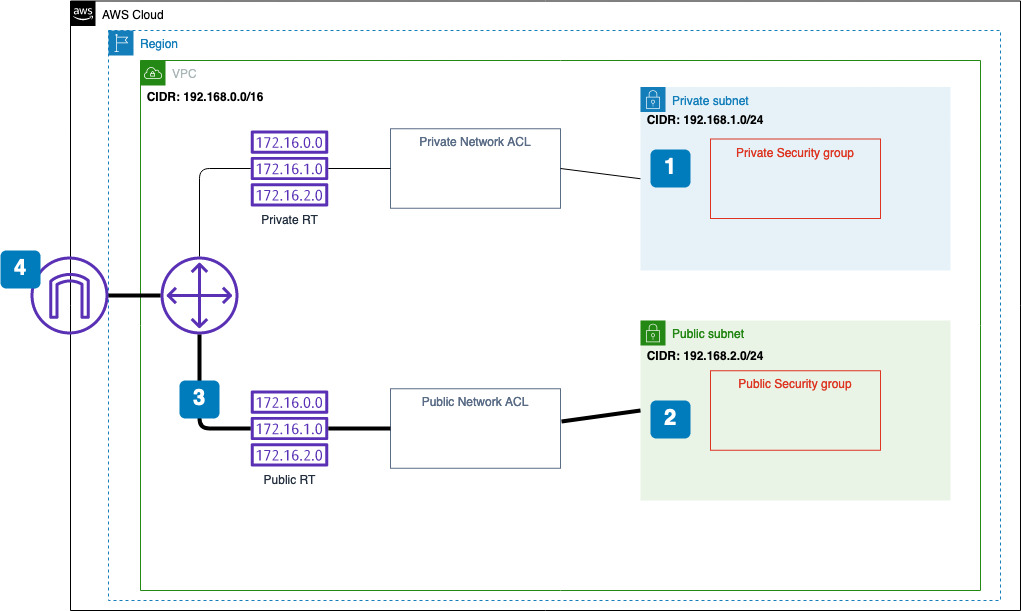 aws
AWS Cloud
Region
VPC
CIDR: 192.168.0.0/16
172.16.0.0
172.16.1.0
172.16.2.0
Private RT
Private Network ACL
Private subnet
CIDR: 192.168.1.0/24
1
Private Security group
4
3
172.16.0.0
172.16.1.0
172.16.2.0
Public RT
Public Network ACL
Public subnet
CIDR: 192.168.2.0/24
2
Public Security group